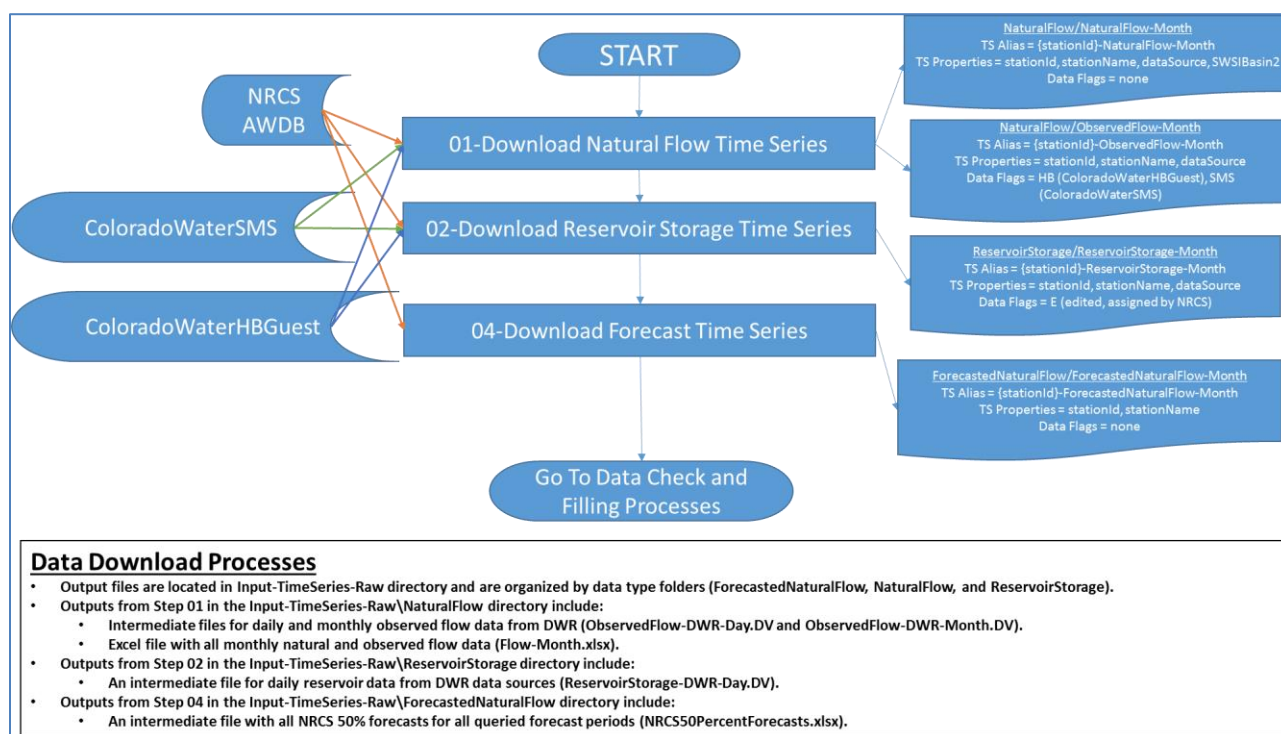 START
NRCS
AWDB
ColoradoWaterSMS
ColoradoWaterHBGuest
01-Download Natural Flow Time Series
02-Download Reservoir Storage Time Series
04-Download Forecast Time Series
Go To Data Check and
Filling Processes
NaturalFlow/NaturalFlow-Month
TS Alias = {stationId}-NaturalFlow-Month
TS Properties = stationId, stationName, dataSource, SWSIBasin2
Data Flags = none
NaturalFlow/ObservedFlow-Month
TS Alias = {stationId}-ObservedFlow-Month
TS Properties = stationId, stationName, dataSource
Data Flags = HB (ColoradoWaterHBGuest), SMS
(ColoradoWaterSMS)
ReservoirStorage/ReservoirStorage-Month
TS Alias = {stationId}-ReservoirStorage-Month
TS Properties = stationId, stationName, dataSource
Data Flags = E (edited, assigned by NRCS)
ForecastedNaturalFlow/ForecastedNaturalFlow-Month
TS Alias = {stationId}-ForecastedNaturalFlow-Month
TS Properties = stationId, stationName
Data Flags = none
Data Download Processes
• Output files are located in Input-TimeSeries-Raw directory and are organized by data type folders (ForecastedNaturalFlow, NaturalFlow, and ReservoirStorage).
• Outputs from Step 01 in the Input-TimeSeries-Raw\NaturalFlow directory include:
• Intermediate files for daily and monthly observed flow data from DWR (ObservedFlow-DWR-Day.DV and ObservedFlow-DWR-Month.DV).
• Excel file with all monthly natural and observed flow data (Flow-Month.xlsx).
• Outputs from Step 02 in the Input-TimeSeries-Raw\ReservoirStorage directory include:
• An intermediate file for daily reservoir data from DWR data sources (ReservoirStorage-DWR-Day.DV).
• Outputs from Step 04 in the Input-TimeSeries-Raw\ForecastedNaturalFlow directory include:
• An intermediate file with all NRCS 50% forecasts for all queried forecast periods (NRCS50PercentForecasts.xlsx).